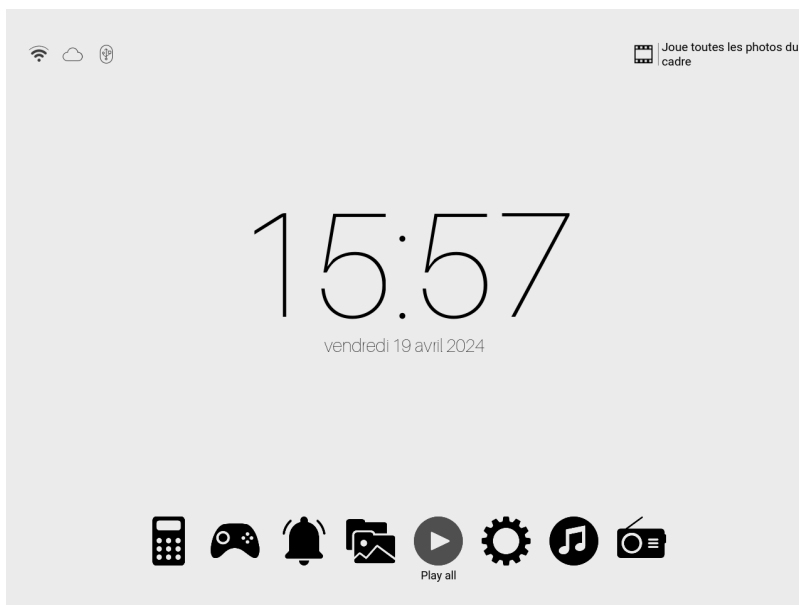 Joue toutes les photos du
cadre
15:57
vendredi 19 avril 2024
Play all